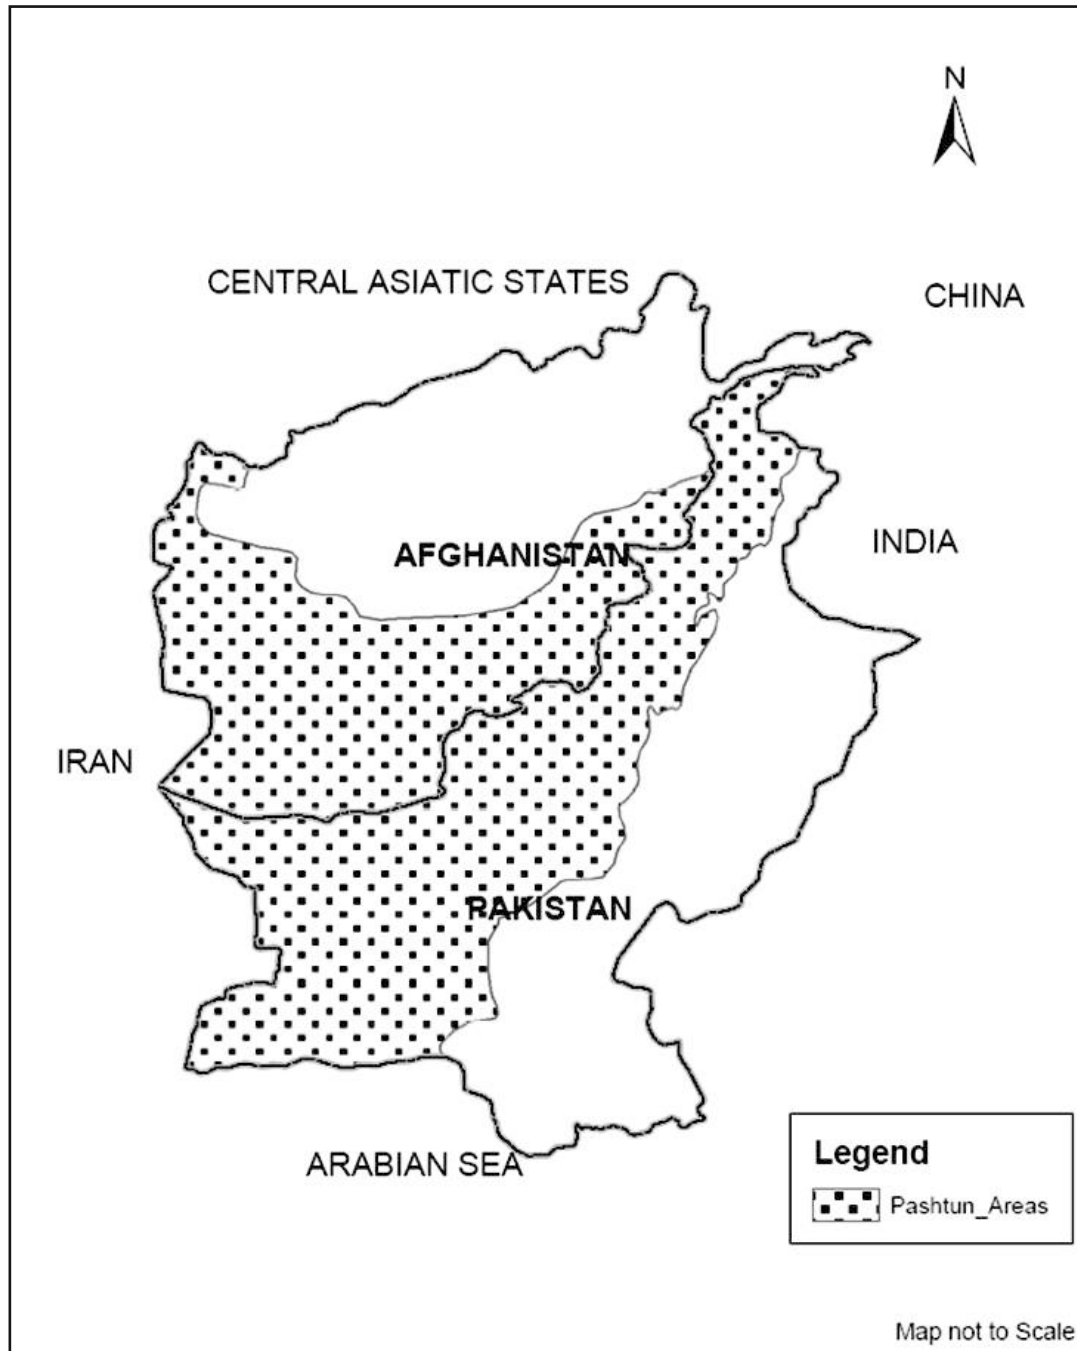 N
CENTRAL ASIATIC STATES
CHINA
INDIA
AFGHANISTAN
IRAN
PAKISTAN
ARABIAN SEA
Legend
Pashtun_Areas
Map not to Scale